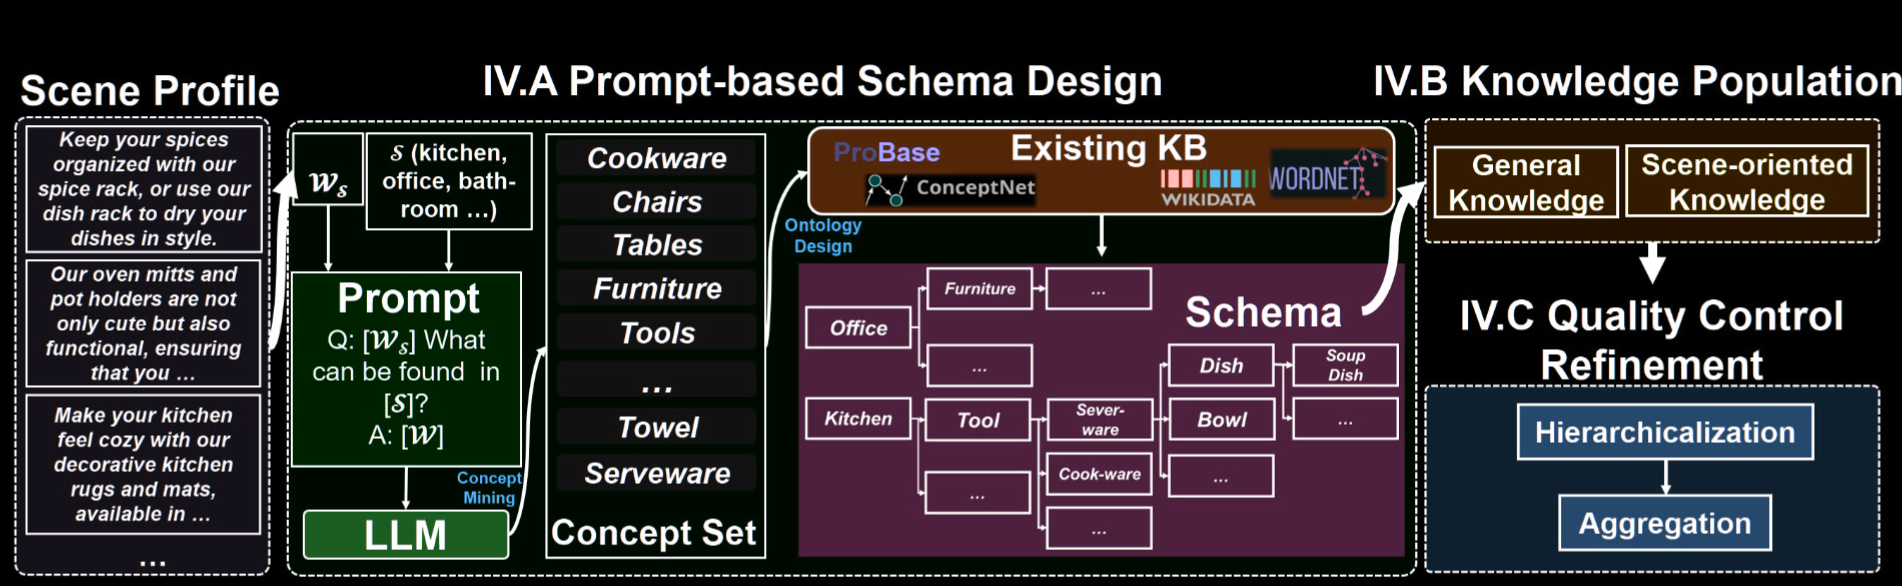 Scene Profile
Keep your spices
organized with our
spice rack, or use our
dish rack to dry your
dishes in style.
Our oven mitts and
pot holders are not
only cute but also
functional, ensuring
that you ...
Make your kitchen
feel cozy with our
decorative kitchen
rugs and mats,
available in ...
...
IV.A Prompt-based Schema Design
𝒲s
𝒮 (kitchen,
office, bath-
room ...)
Prompt
Q: [𝒲s] What
can be found in
[𝒮]?
A: [𝒲]
Concept
Mining
LLM
Cookware
Chairs
Tables
Furniture
Tools
...
Towel
Serveware
Concept Set
Ontology
Design
ProBase
Existing KB
ConceptNet
WIKIDATA
WORDNET
Schema
Office
Furniture
...
...
Kitchen
Tool
...
Sever-
ware
Cook-ware
...
Dish
Bowl
...
Soup
Dish
...
IV.B Knowledge Population
General
Knowledge
Scene-oriented
Knowledge
IV.C Quality Control
Refinement
Hierarchicalization
Aggregation